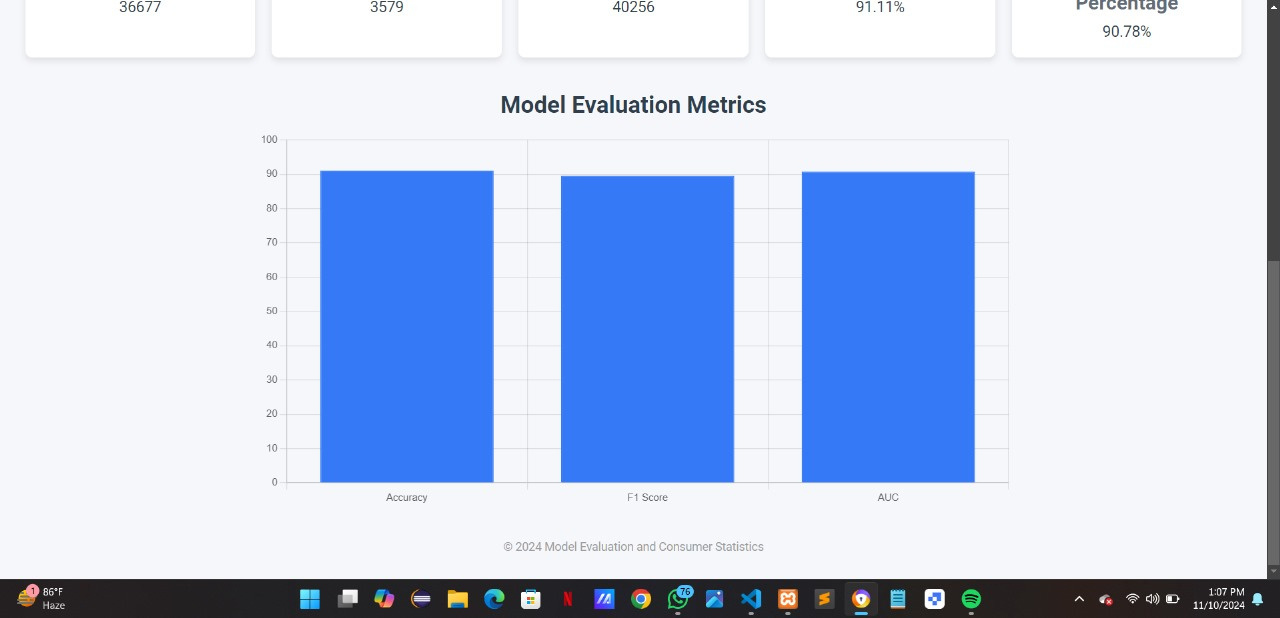 36677
3579
40256
91.11%
Percentage
90.78%
Model Evaluation Metrics
100
90
80
70
60
50
40
30
20
10
0
Accuracy
F1 Score
AUC
© 2024 Model Evaluation and Consumer Statistics
1
86°F
Haze
76
1:07 PM
11/10/2024